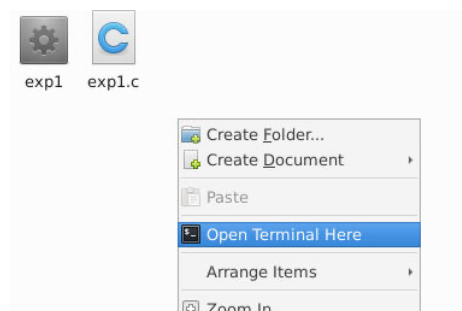 exp1 exp1.c
Create Folder...
Create Document
Paste
Open Terminal Here
Arrange Items
Zoom In